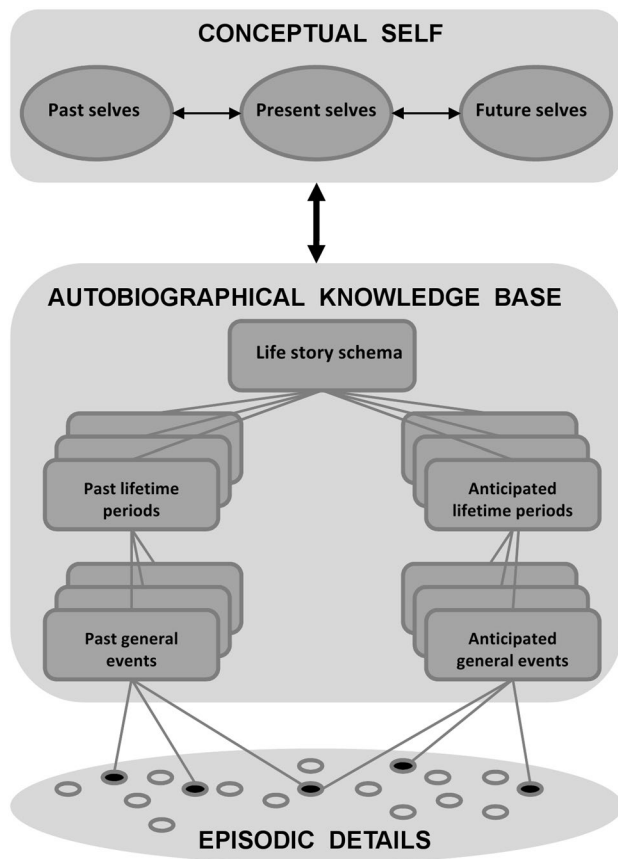 CONCEPTUAL SELF
Past selves
Present selves
Future selves
AUTOBIOGRAPHICAL KNOWLEDGE BASE
Life story schema
Past lifetime
periods
Anticipated
lifetime periods
Past general
events
Anticipated
general events
EPISODIC DETAILS